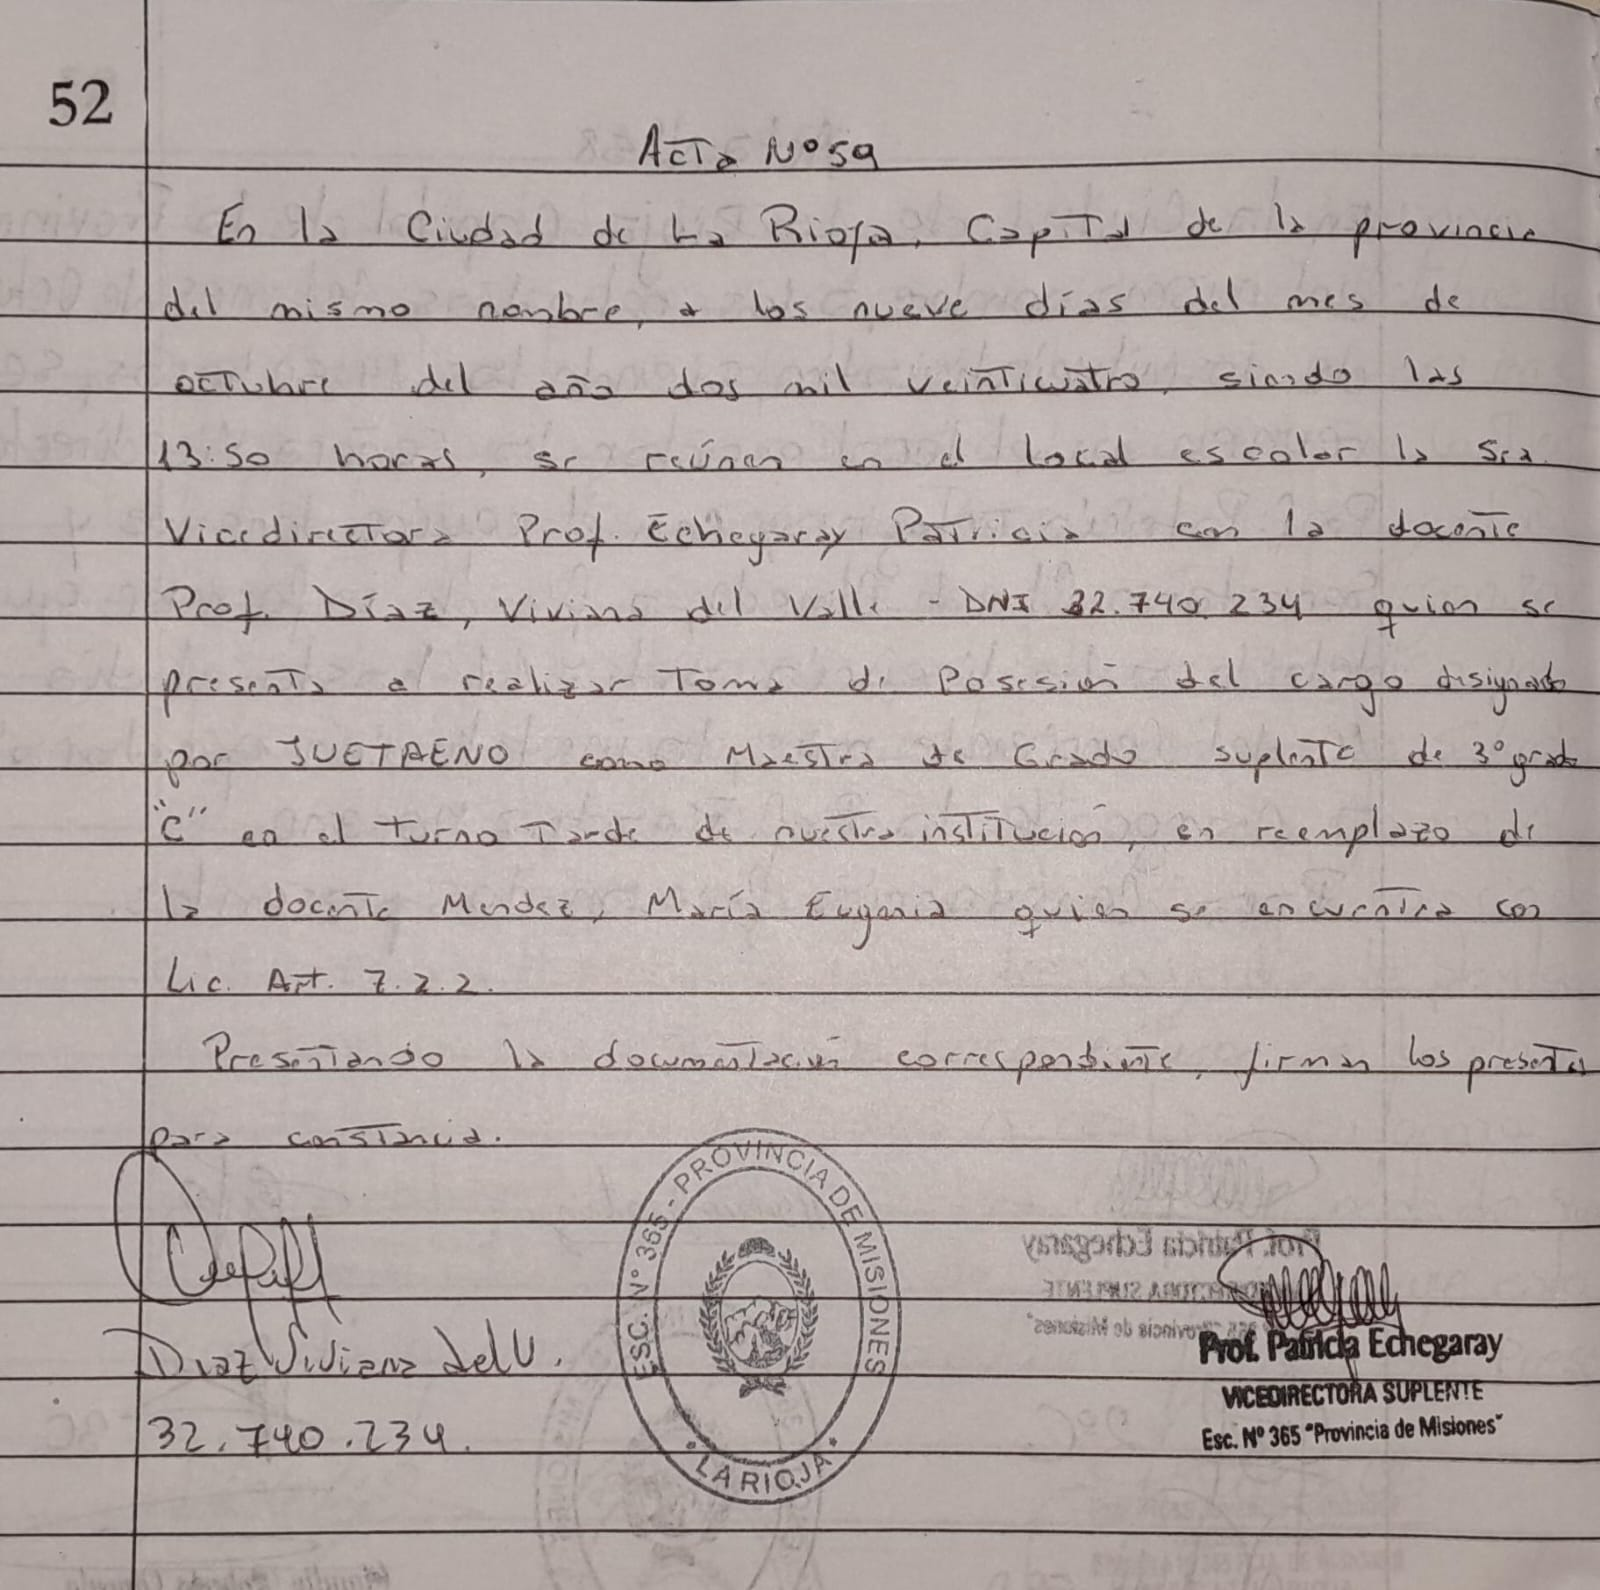 52
Acta N° 59
En la Ciudad de La Rioja, Capital de la provincia
del mismo nombre, a los nueve días del mes de
octubre del año dos mil veinticuatro, siendo las
13:50 horas, se reúnen en el local escolar la Sra.
Vicedirectora Prof. Echegaray Patricia con la docente
Prof. Díaz, Viviana del Valle - DNI 32.740.234 quien se
presenta a realizar Toma de Posesión del cargo designado
por JUETAENO como Maestra de Grado suplente de 3° grado
"C" en el turno Tarde de nuestra institución, en reemplazo de
la docente Mendez, María Eugenia quien se encuentra con
Lic. Art. 7.2.2.
Presentando la documentación correspondiente, firman los presentes
para constancia.
Diaz Viviana del V.
32.740.234.
ESC. N° 365 - PROVINCIA DE MISIONES
• LA RIOJA •
Prof. Patricia Echegaray
VICEDIRECTORA SUPLENTE
Esc. Nº 365 "Provincia de Misiones"